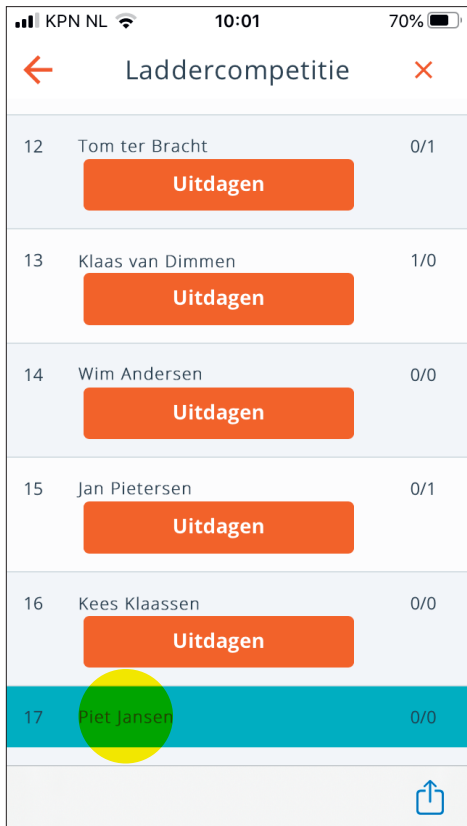 KPN NL 10:01 70%
Laddercompetitie
12 Tom ter Bracht 0/1
Uitdagen
13 Klaas van Dimmen 1/0
Uitdagen
14 Wim Andersen 0/0
Uitdagen
15 Jan Pietersen 0/1
Uitdagen
16 Kees Klaassen 0/0
Uitdagen
17 Piet Jansen 0/0